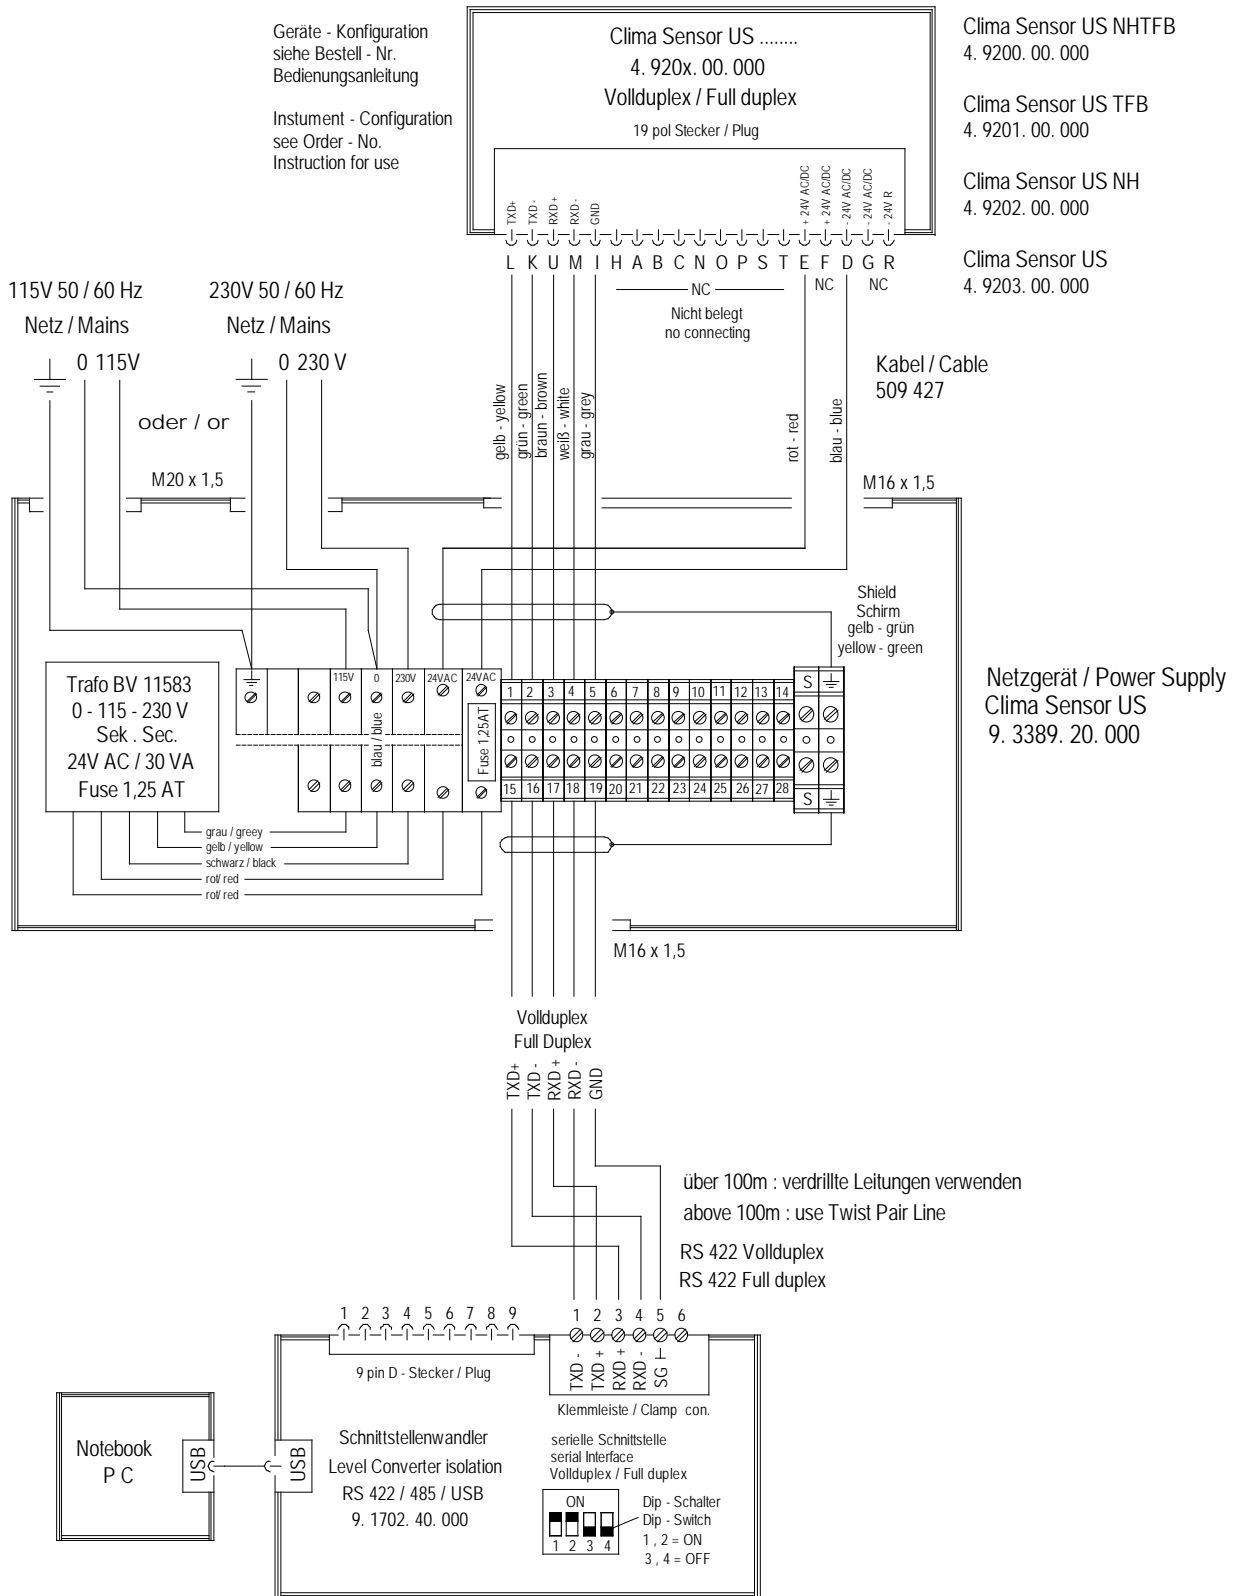 Geräte - Konfiguration
siehe Bestell - Nr.
Bedienungsanleitung
Instument - Configuration
see Order - No.
Instruction for use
Clima Sensor US ........
4. 920x. 00. 000
Vollduplex / Full duplex
19 pol Stecker / Plug
Clima Sensor US NHTFB
4. 9200. 00. 000
Clima Sensor US TFB
4. 9201. 00. 000
Clima Sensor US NH
4. 9202. 00. 000
Clima Sensor US
4. 9203. 00. 000
TXD+ TXD - RXD + RXD - GND + 24V AC/DC + 24V AC/DC - 24V AC/DC - 24V AC/DC - 24V R
L K U M I H A B C N O P S T E F D G R
NC NC NC
Nicht belegt
no connecting
115V 50 / 60 Hz
Netz / Mains
0 115V
230V 50 / 60 Hz
Netz / Mains
0 230 V
oder / or
gelb - yellow
grün - green
braun - brown
weiß - white
grau - grey
rot - red
blau - blue
Kabel / Cable
509 427
M20 x 1,5
M16 x 1,5
Shield
Schirm
gelb - grün
yellow - green
Trafo BV 11583
0 - 115 - 230 V
Sek . Sec.
24V AC / 30 VA
Fuse 1,25 AT
115V 0 230V 24VAC 24VAC
blau / blue
Fuse 1,25AT
1 2 3 4 5 6 7 8 9 10 11 12 13 14 S
15 16 17 18 19 20 21 22 23 24 25 26 27 28 S
Netzgerät / Power Supply
Clima Sensor US
9. 3389. 20. 000
grau / greey
gelb / yellow
schwarz / black
rot/ red
rot/ red
M16 x 1,5
Vollduplex
Full Duplex
TXD+ TXD - RXD + RXD - GND
über 100m : verdrillte Leitungen verwenden
above 100m : use Twist Pair Line
RS 422 Vollduplex
RS 422 Full duplex
1 2 3 4 5 6 7 8 9
9 pin D - Stecker / Plug
1 2 3 4 5 6
TXD - TXD + RXD + RXD - SG
Klemmleiste / Clamp con.
Notebook
P C
USB
USB
Schnittstellenwandler
Level Converter isolation
RS 422 / 485 / USB
9. 1702. 40. 000
serielle Schnittstelle
serial Interface
Vollduplex / Full duplex
ON
1 2 3 4
Dip - Schalter
Dip - Switch
1 , 2 = ON
3 , 4 = OFF